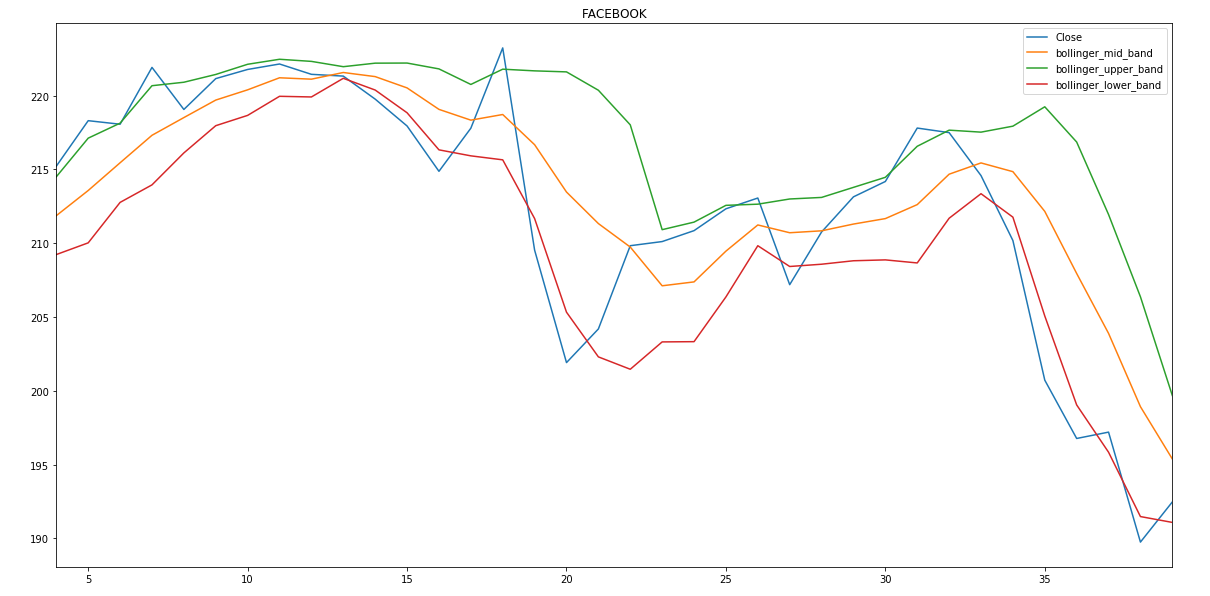 FACEBOOK
Close
bollinger_mid_band
bollinger_upper_band
bollinger_lower_band
220
215
210
205
200
195
190
5 10 15 20 25 30 35